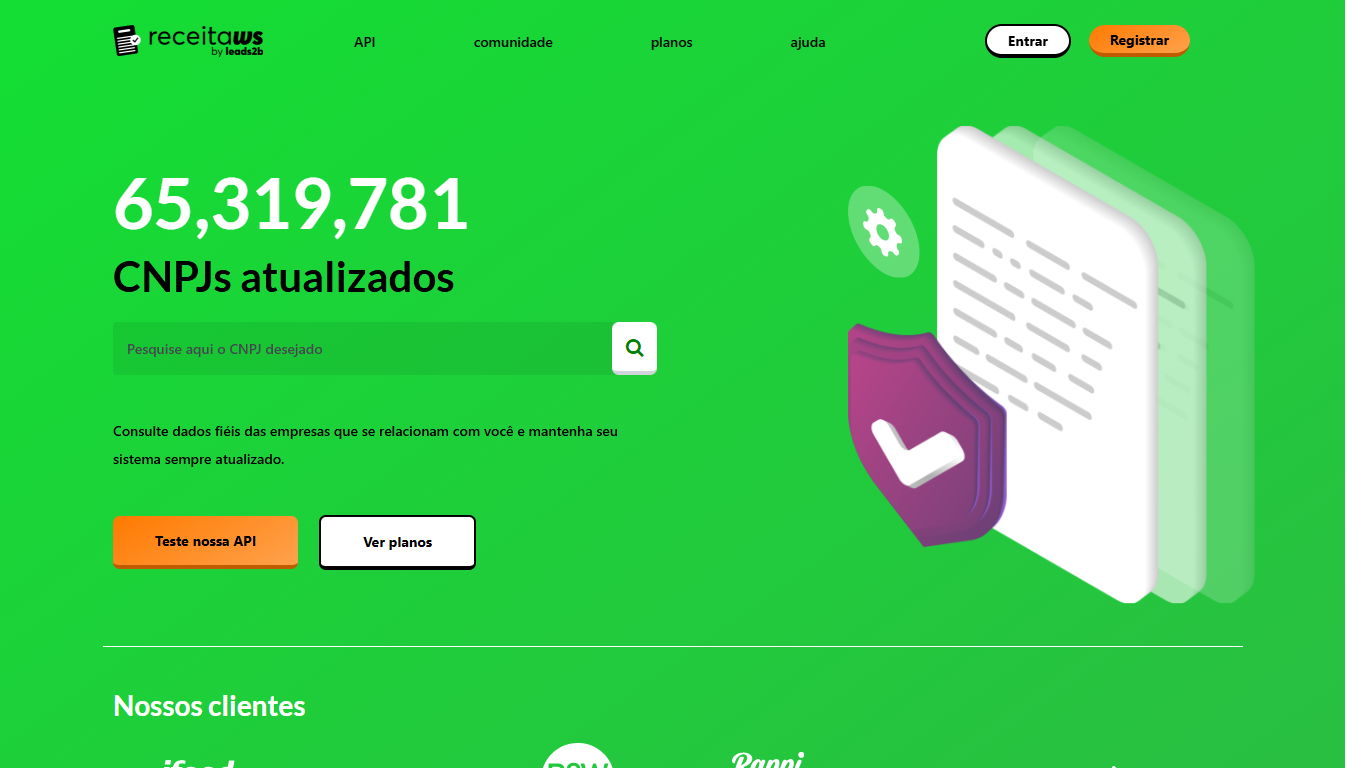 receitaws
by leads2b
API
comunidade
planos
ajuda
Entrar
Registrar
65,319,781
CNPJs atualizados
Pesquise aqui o CNPJ desejado
Consulte dados fiéis das empresas que se relacionam com você e mantenha seu
sistema sempre atualizado.
Teste nossa API
Ver planos
Nossos clientes
ifood
Rappi